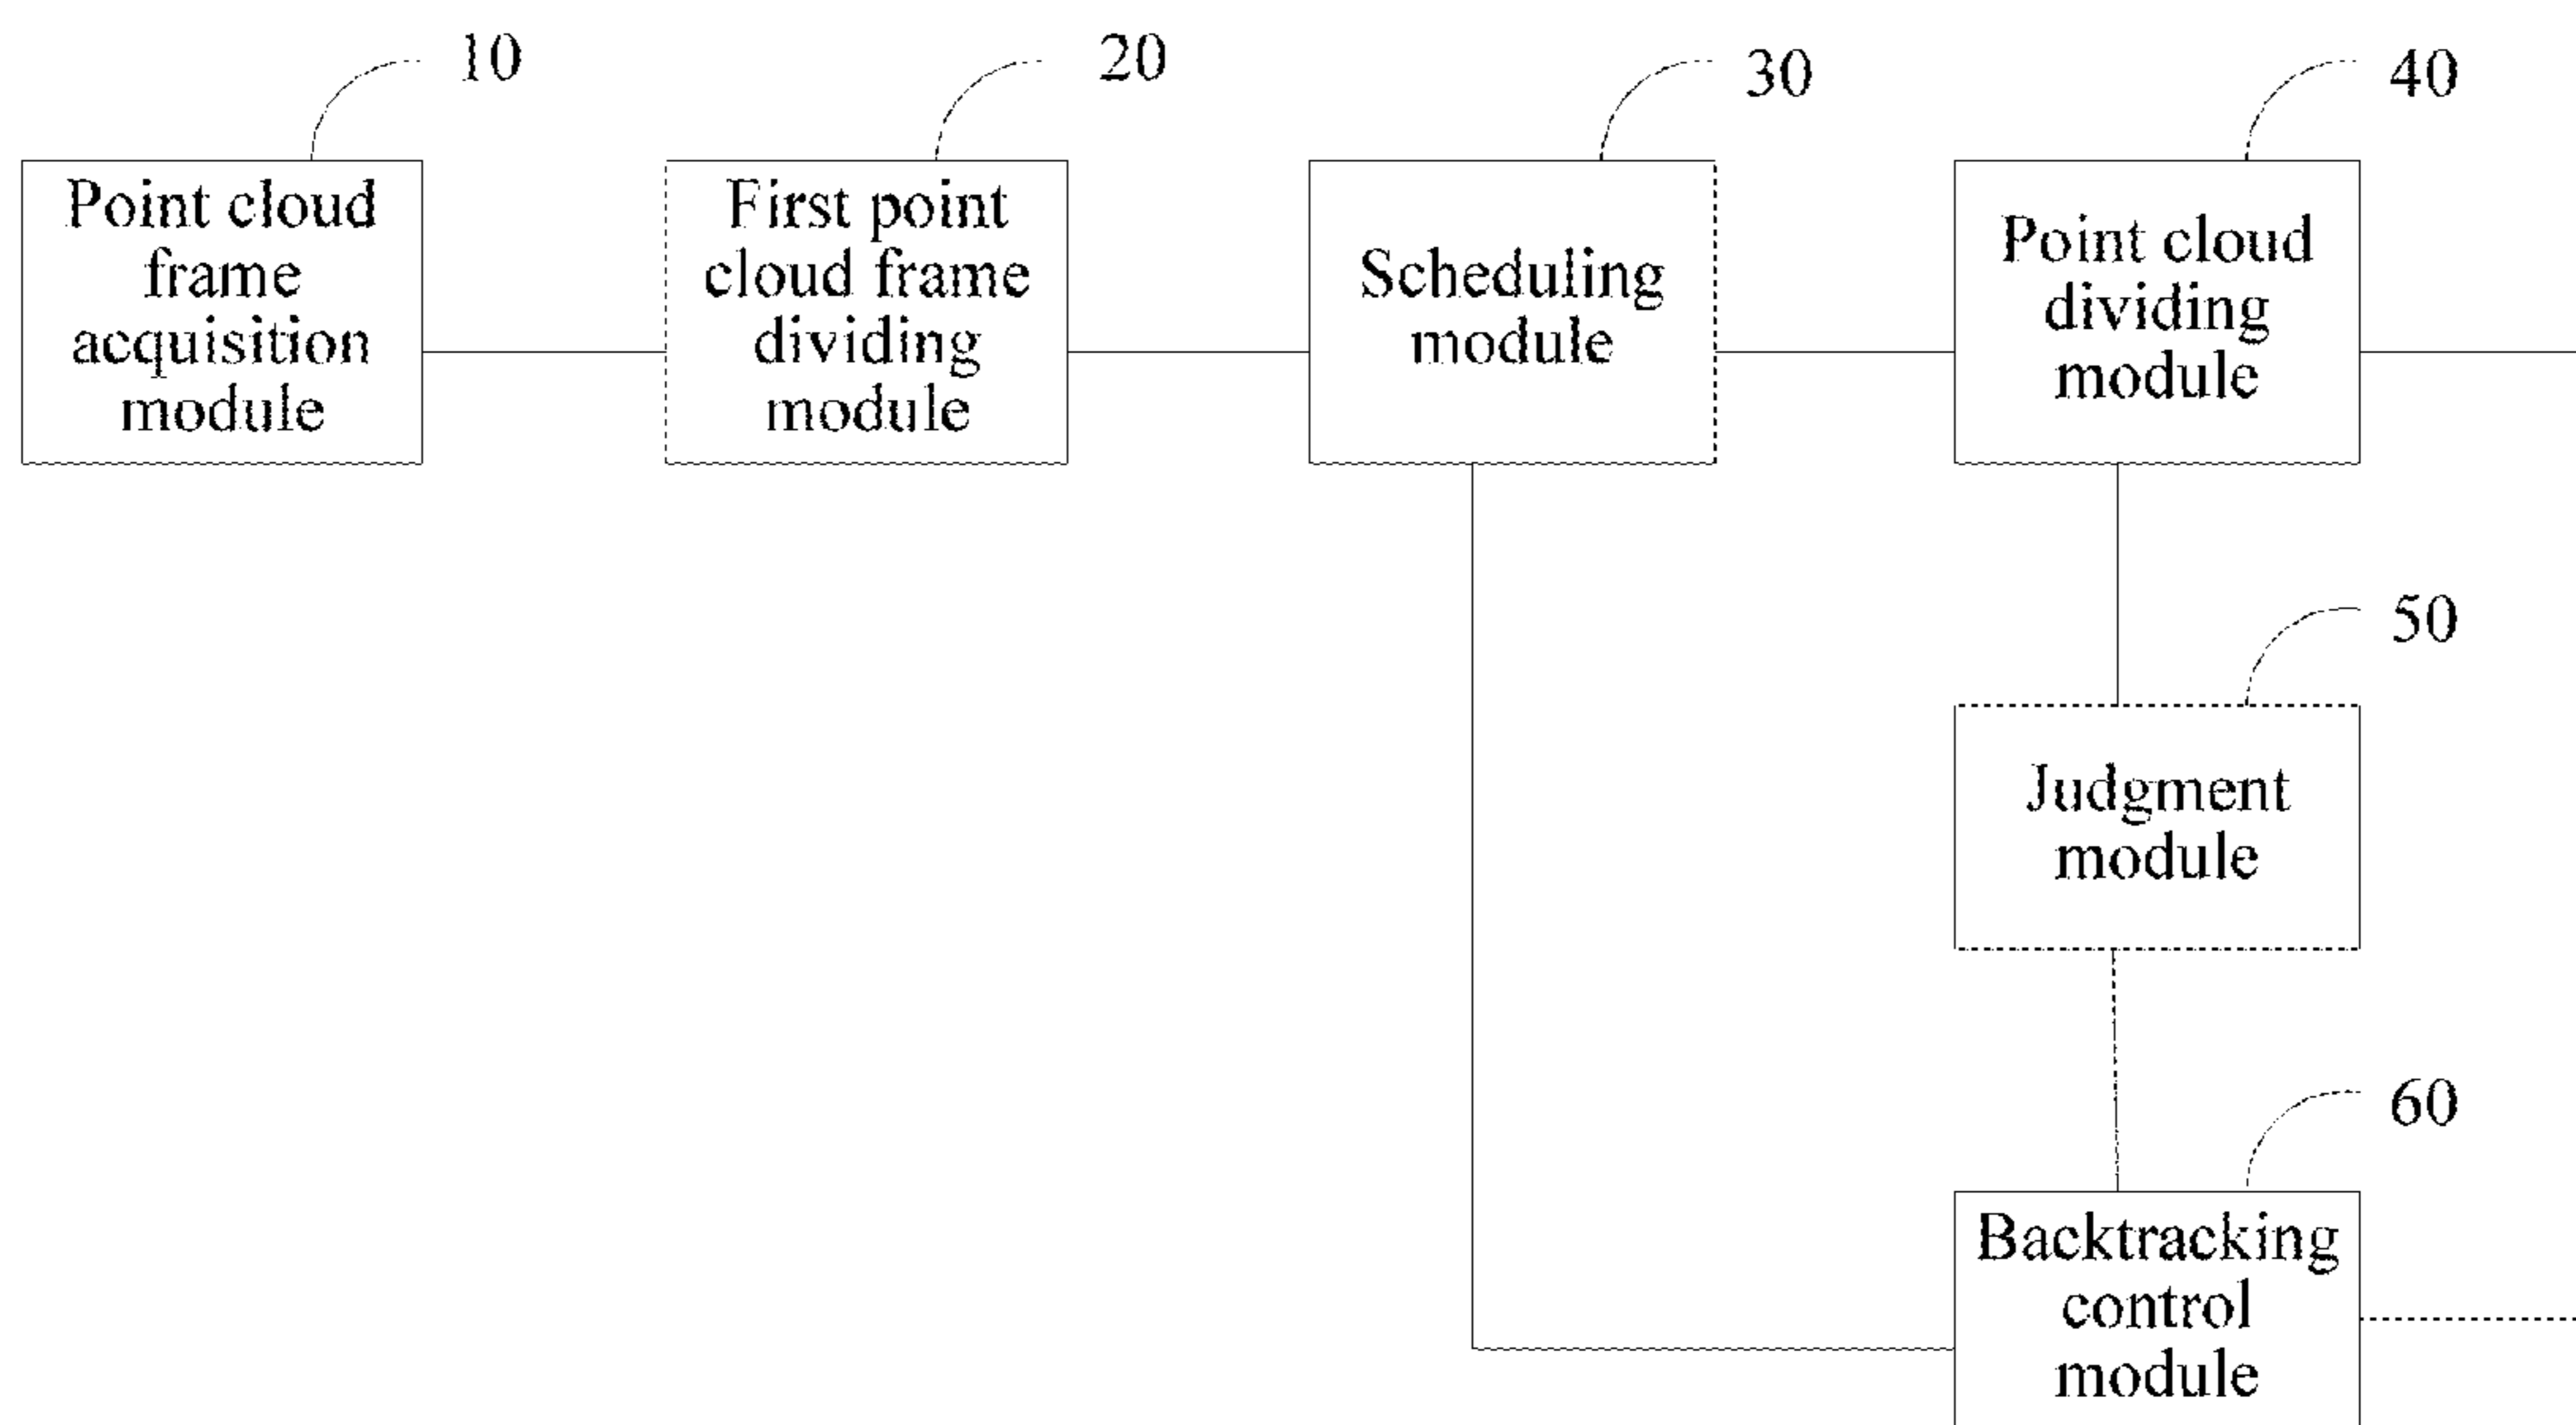 10
20
30
40
Point cloud
frame
acquisition
module
First point
cloud frame
dividing
module
Scheduling
module
Point cloud
dividing
module
50
Judgment
module
60
Backtracking
control
module